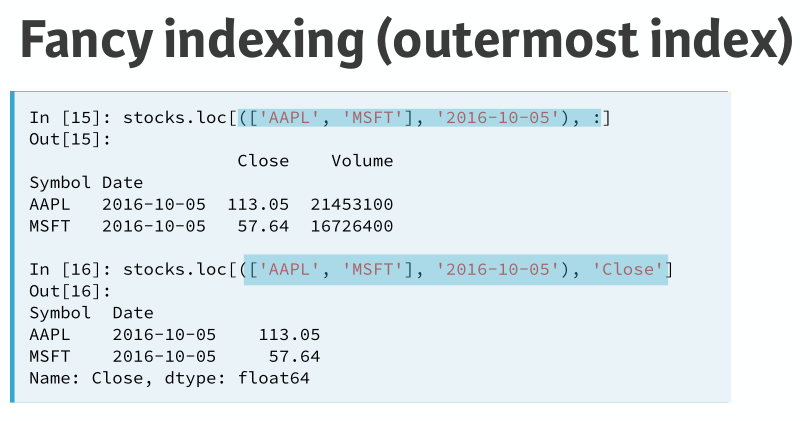 Fancy indexing (outermost index)
In [15]: stocks.loc[(['AAPL', 'MSFT'], '2016-10-05'), :]
Out[15]:
Close Volume
Symbol Date
AAPL 2016-10-05 113.05 21453100
MSFT 2016-10-05 57.64 16726400
In [16]: stocks.loc[(['AAPL', 'MSFT'], '2016-10-05'), 'Close']
Out[16]:
Symbol Date
AAPL 2016-10-05 113.05
MSFT 2016-10-05 57.64
Name: Close, dtype: float64